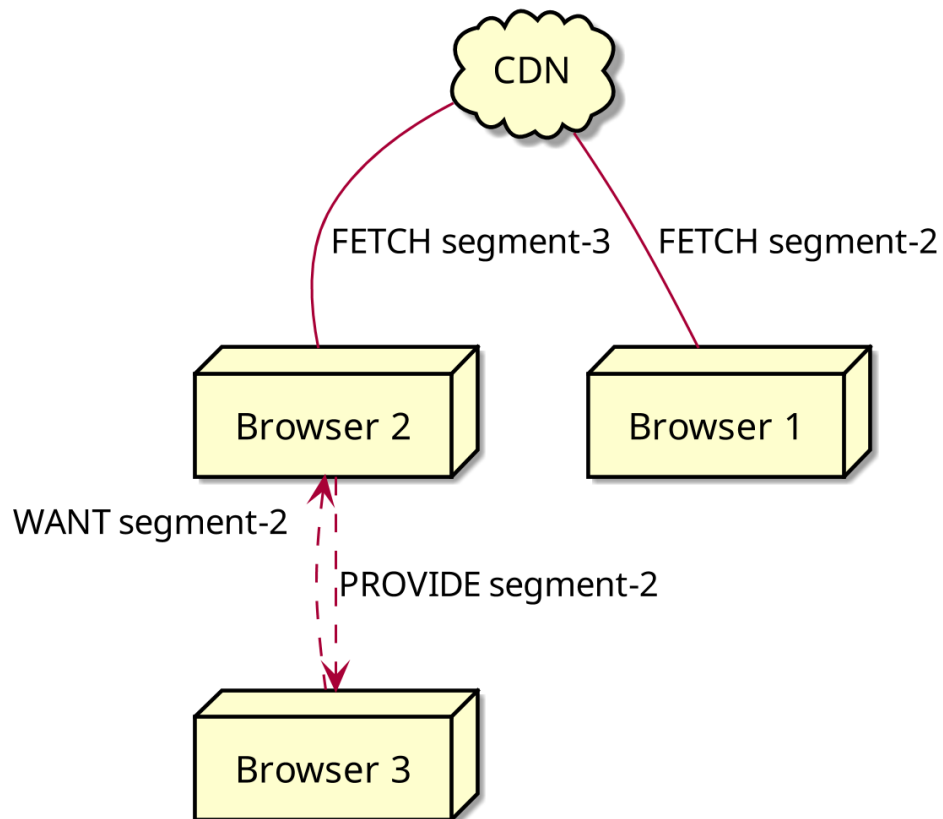 CDN
FETCH segment-3
FETCH segment-2
Browser 2
Browser 1
WANT segment-2
PROVIDE segment-2
Browser 3